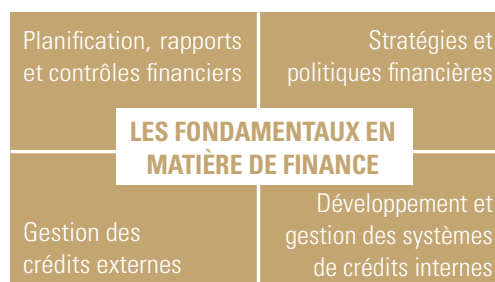 Planification, rapports
et contrôles financiers
Stratégies et
politiques financières
LES FONDAMENTAUX EN
MATIÈRE DE FINANCE
Gestion des
crédits externes
Développement et
gestion des systèmes
de crédits internes